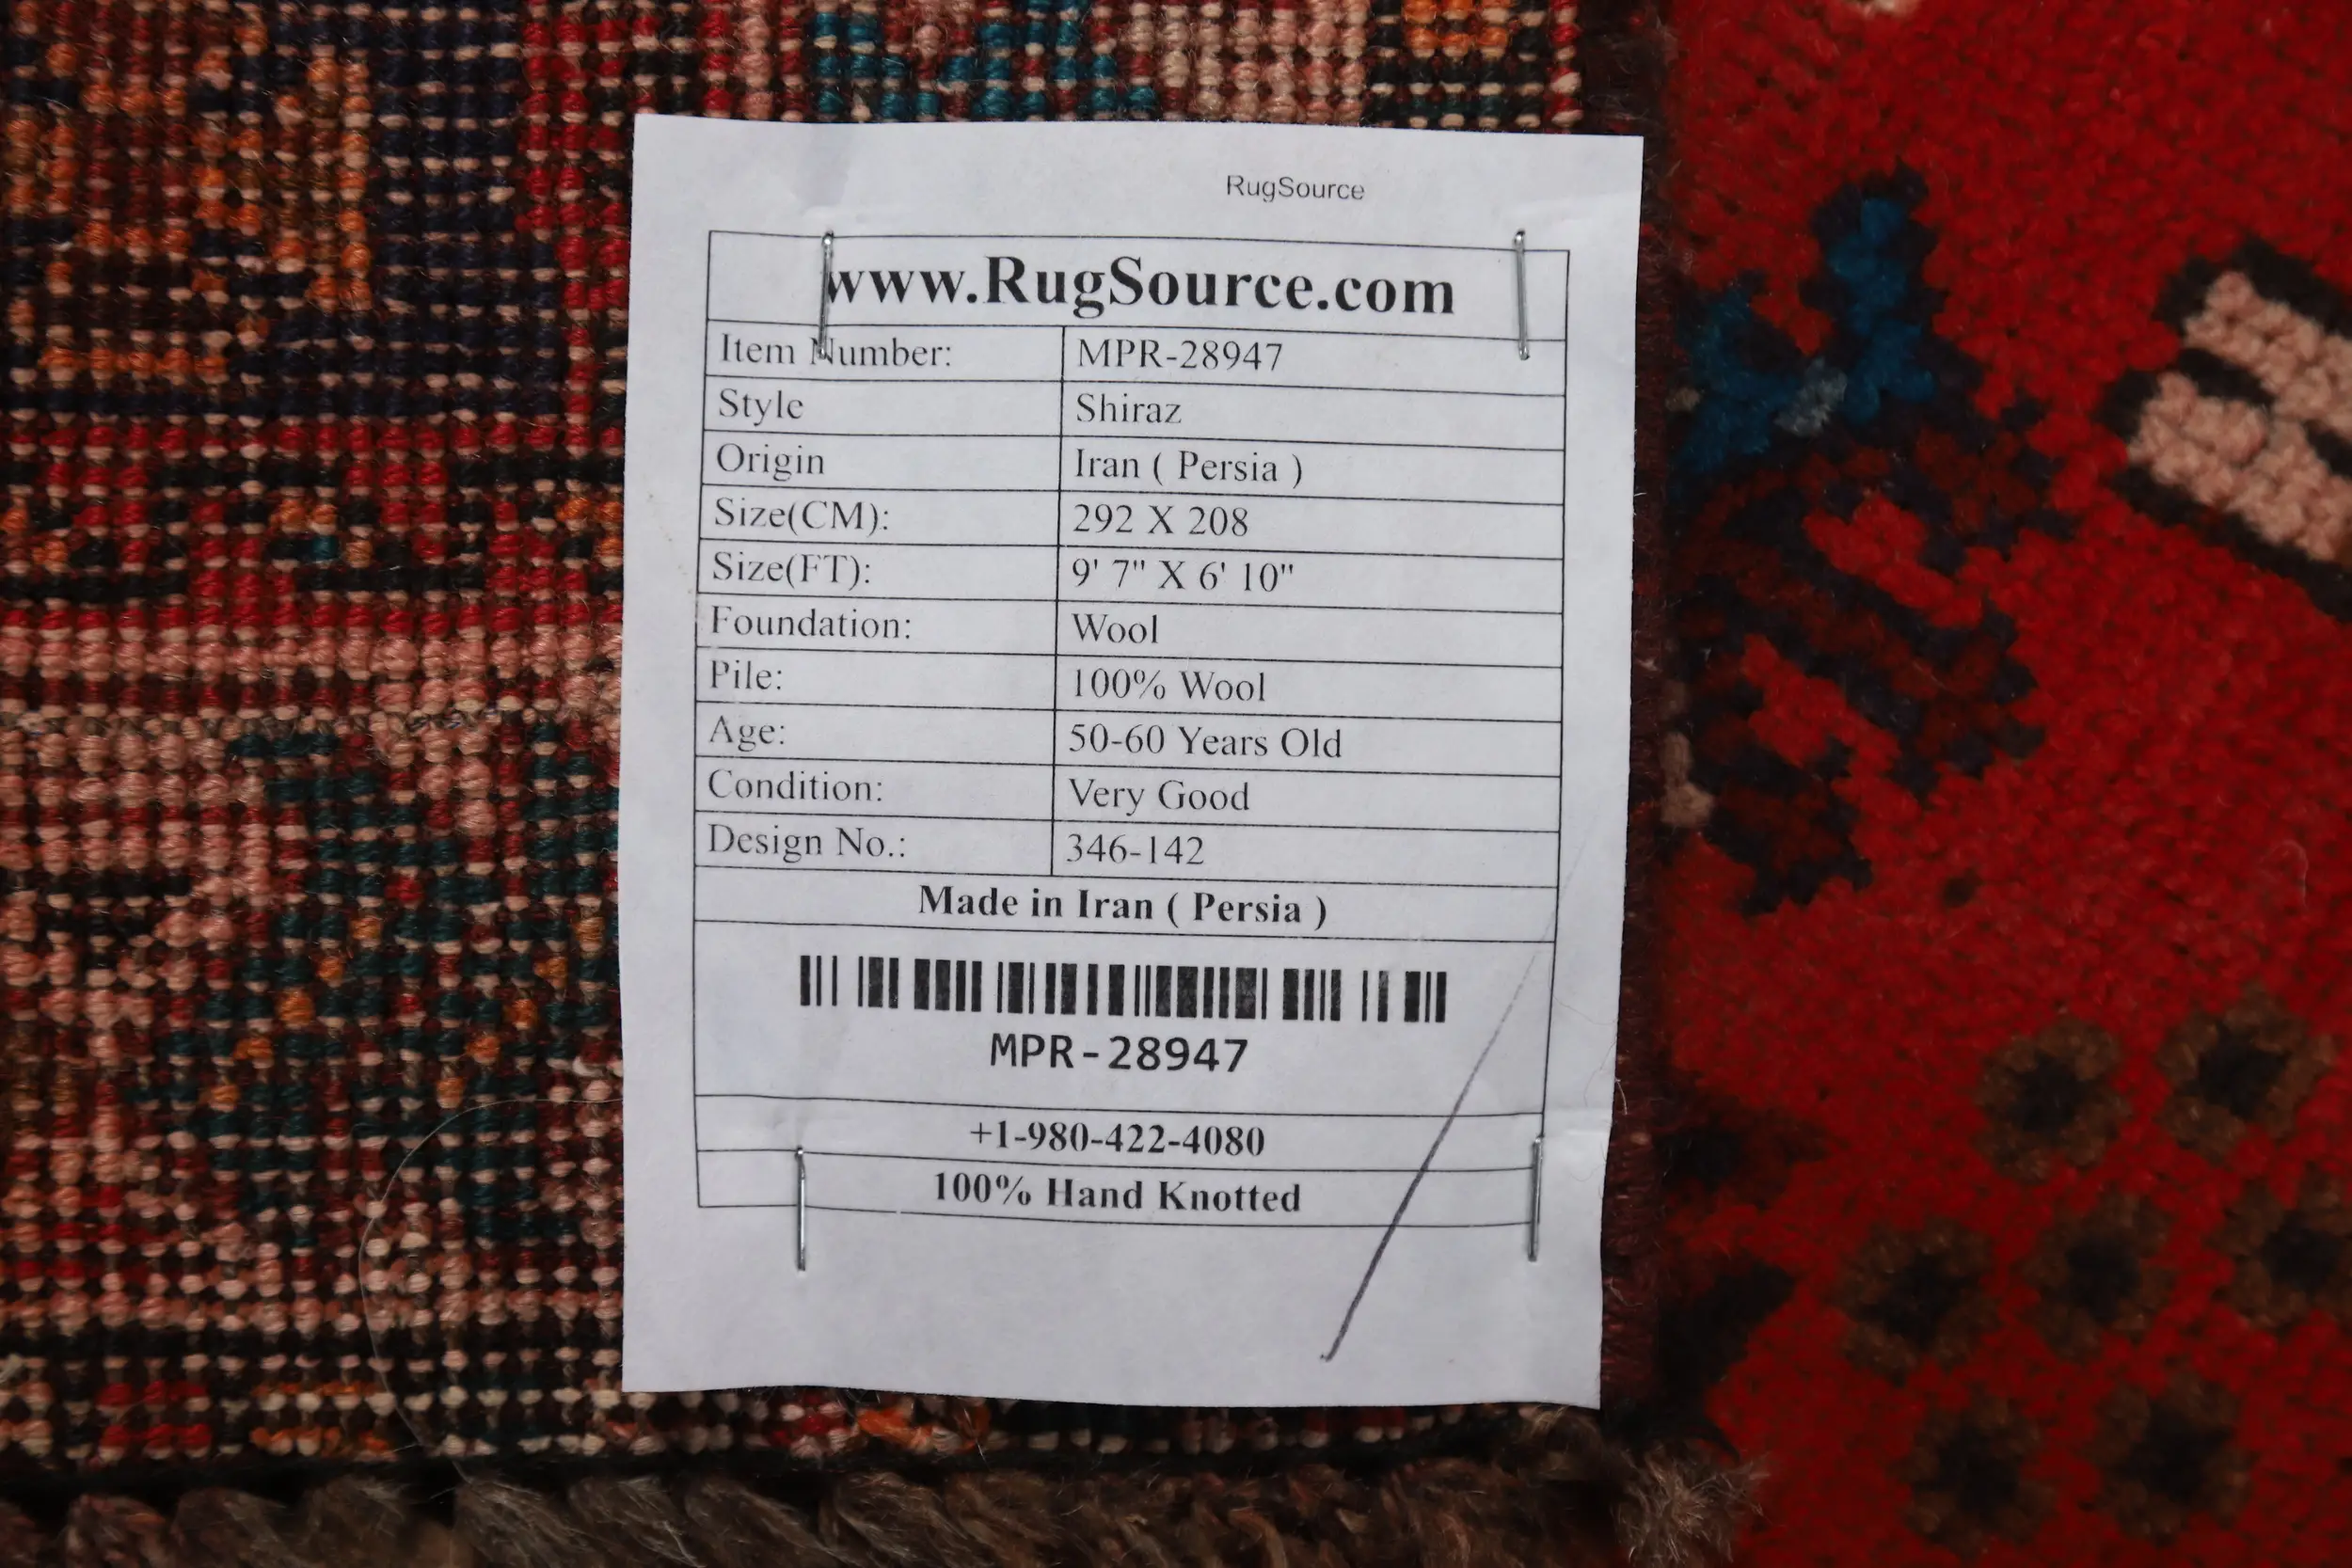 RugSource
www.RugSource.com
Item Number: MPR-28947
Style Shiraz
Origin Iran ( Persia )
Size(CM): 292 X 208
Size(FT): 9' 7" X 6' 10"
Foundation: Wool
Pile: 100% Wool
Age: 50-60 Years Old
Condition: Very Good
Design No.: 346-142
Made in Iran ( Persia )
MPR-28947
+1-980-422-4080
100% Hand Knotted